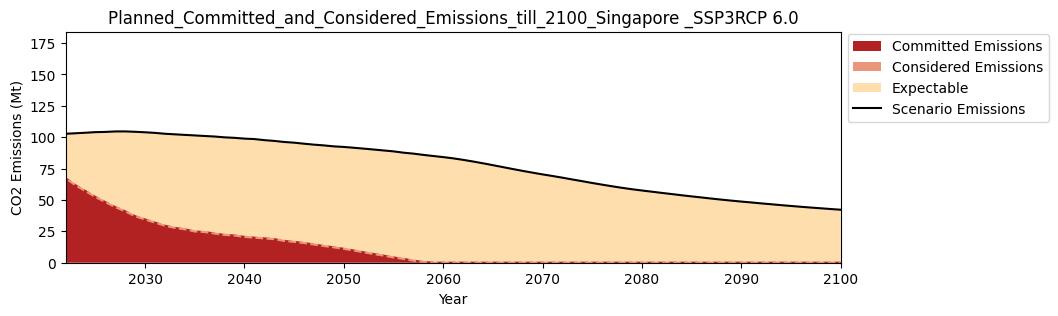 Planned_Committed_and_Considered_Emissions_till_2100_Singapore _SSP3RCP 6.0
CO2 Emissions (Mt)
175
150
125
100
75
50
25
0
2030 2040 2050 2060 2070 2080 2090 2100
Year
Committed Emissions
Considered Emissions
Expectable
Scenario Emissions